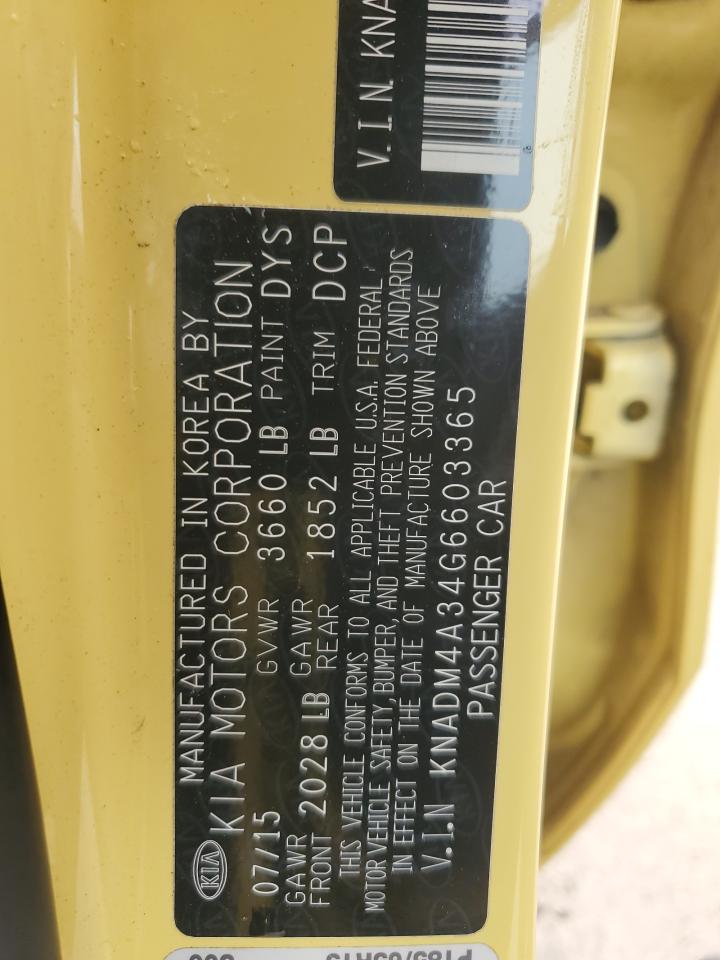 V.I.N. KNA
KIA
MANUFACTURED IN KOREA BY
KIA MOTORS CORPORATION
07/15 GVWR 3660 LB PAINT DYS
GAWR FRONT 2028 LB GAWR REAR 1852 LB TRIM DCP
THIS VEHICLE CONFORMS TO ALL APPLICABLE U.S.A. FEDERAL
MOTOR VEHICLE SAFETY, BUMPER, AND THEFT PREVENTION STANDARDS
IN EFFECT ON THE DATE OF MANUFACTURE SHOWN ABOVE
V.I.N KNADM4A34G6603365
PASSENGER CAR